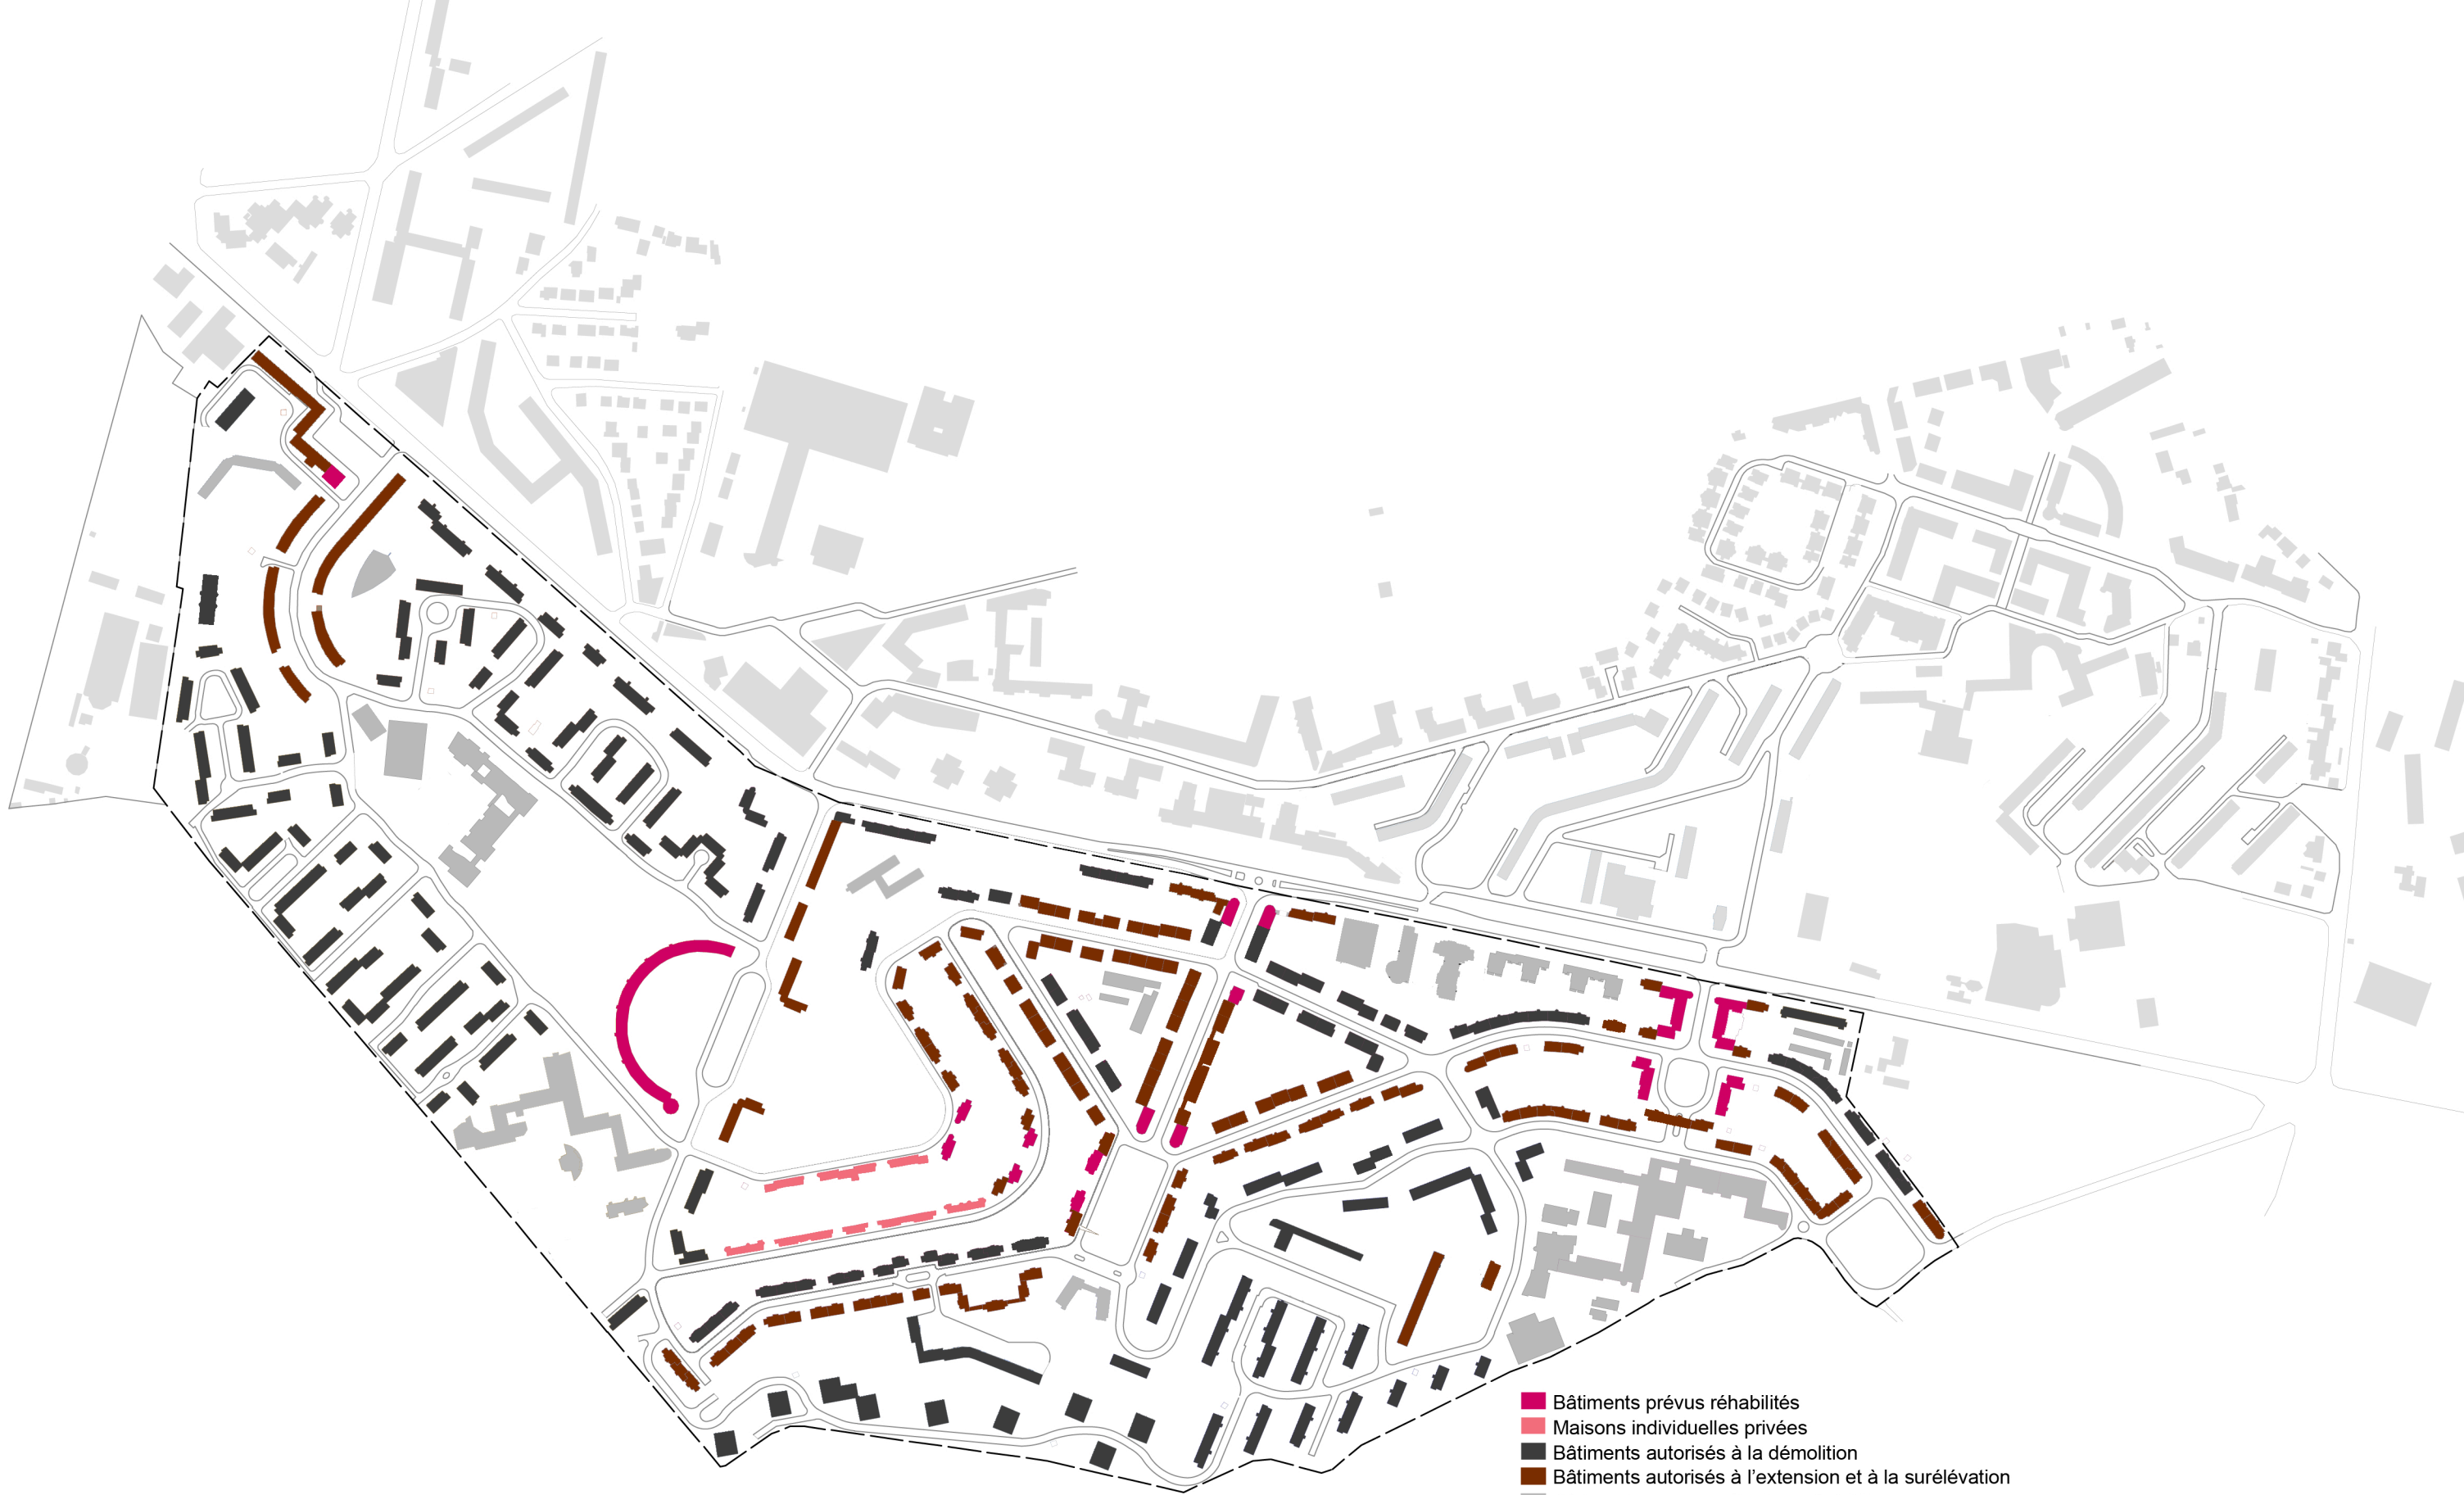 Bâtiments prévus réhabilités
Maisons individuelles privées
Bâtiments autorisés à la démolition
Bâtiments autorisés à l'extension et à la surélévation